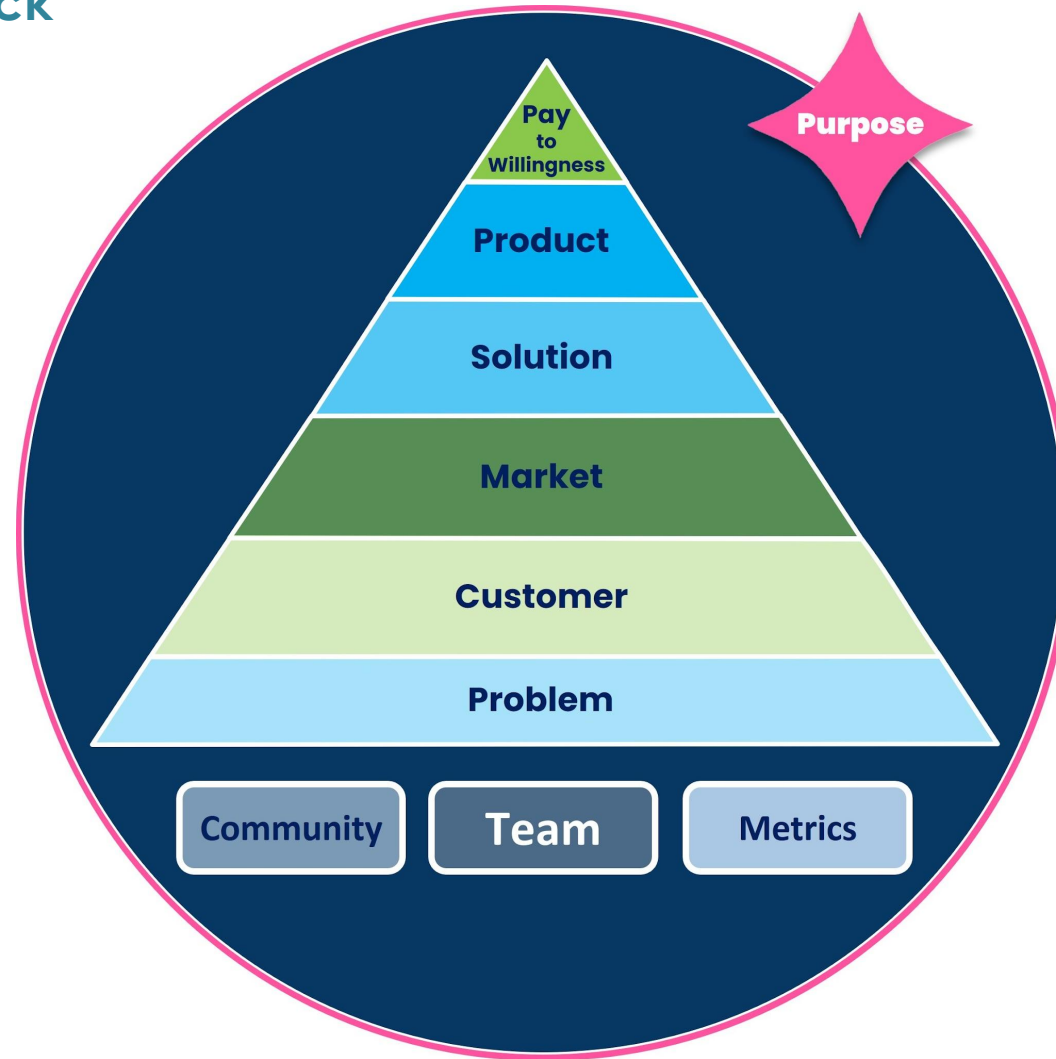 CK
Pay
to
Willingness
Purpose
Product
Solution
Market
Customer
Problem
Community
Team
Metrics